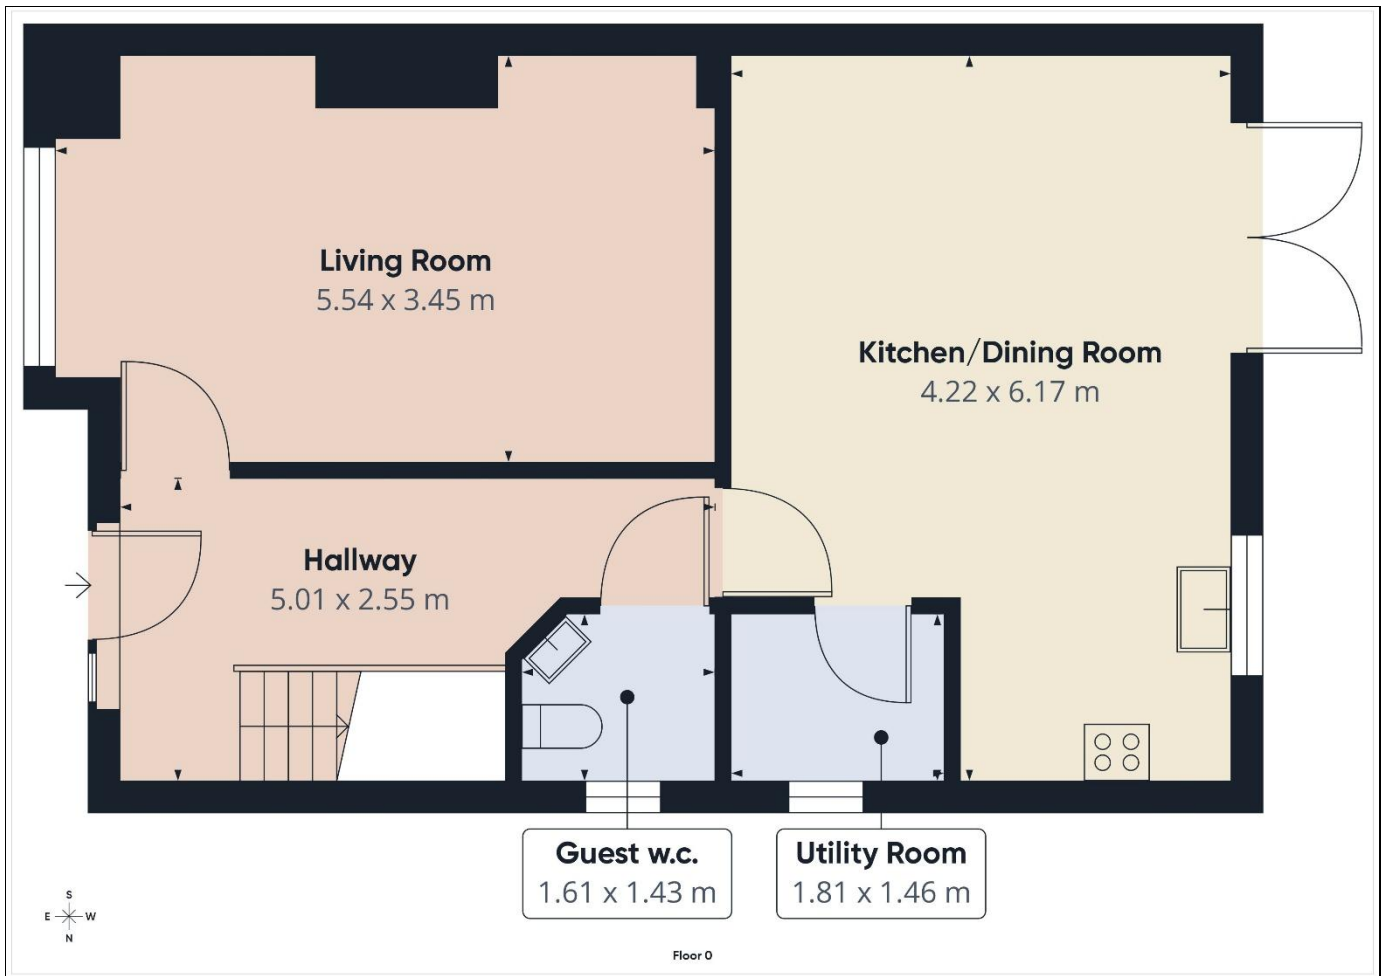 Living Room
5.54 x 3.45 m
Kitchen/Dining Room
4.22 x 6.17 m
Hallway
5.01 x 2.55 m
Guest w.c.
1.61 x 1.43 m
Utility Room
1.81 x 1.46 m
S
E W
N
Floor 0